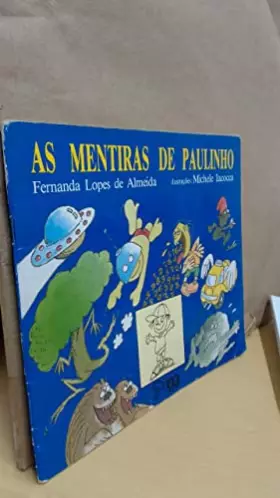 AS MENTIRAS DE PAULINHO
Fernanda Lopes de Almeida Ilustrações Michele Iacocca